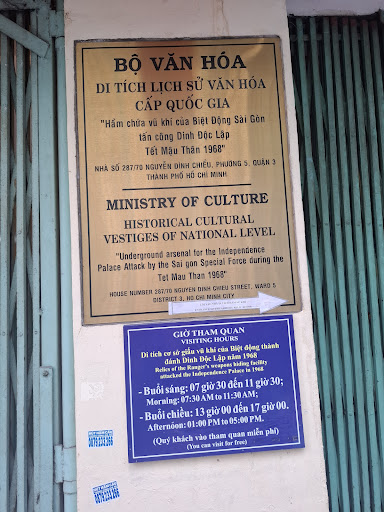 BỘ VĂN HÓA
DI TÍCH LỊCH SỬ VĂN HÓA
CẤP QUỐC GIA
"Hầm chứa vũ khí của Biệt Động Sài Gòn
tấn công Dinh Độc Lập
Tết Mậu Thân 1968"
NHÀ SỐ 287/70 NGUYỄN ĐÌNH CHIỂU, PHƯỜNG 5, QUẬN 3
THÀNH PHỐ HỒ CHÍ MINH
MINISTRY OF CULTURE
HISTORICAL CULTURAL
VESTIGES OF NATIONAL LEVEL
"Underground arsenal for the Independence
Palace Attack by the Sai gon Special Force during the
Tet Mau Than 1968"
HOUSE NUMBER 287/70 NGUYEN DINH CHIEU STREET, WARD 5
DISTRICT 3, HO CHI MINH CITY
GIỜ THAM QUAN
VISITING HOURS
Di tích cơ sở giấu vũ khí của Biệt động thành
đánh Dinh Độc Lập năm 1968
Relics of the Ranger's weapons hiding facility
attacked the Independence Palace in 1968
- Buổi sáng: 07 giờ 30 đến 11 giờ 30;
Morning: 07:30 AM to 11:30 AM;
- Buổi chiều: 13 giờ 00 đến 17 giờ 00.
Afternoon: 01:00 PM to 05:00 PM.
(Quý khách vào tham quan miễn phí)
(You can visit for free)